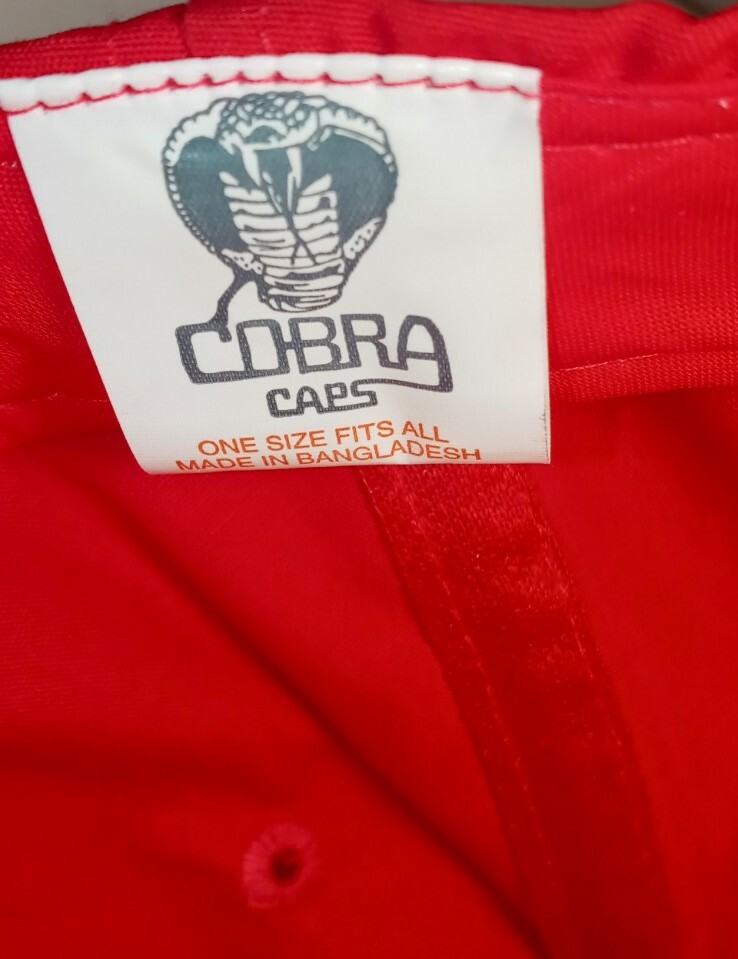 COBRA
CAPS
ONE SIZE FITS ALL
MADE IN BANGLADESH